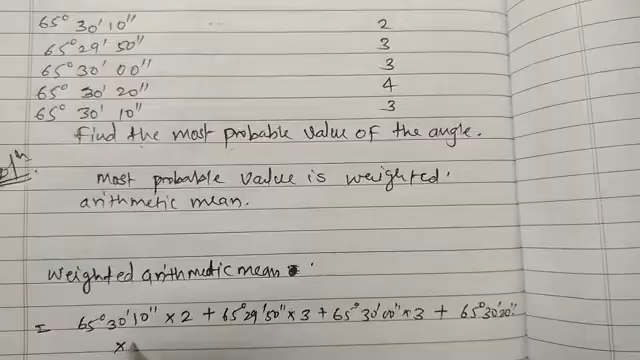 65° 30' 10" 2
65° 29' 50" 3
65° 30' 00" 3
65° 30' 20" 4
65° 30' 10" 3
Find the most probable value of the angle.
Soln.
Most probable value is weighted
arithmetic mean.
Weighted arithmetic mean
= 65°30'10" × 2 + 65°29'50" × 3 + 65°30'00" × 3 + 65°30'20"
×